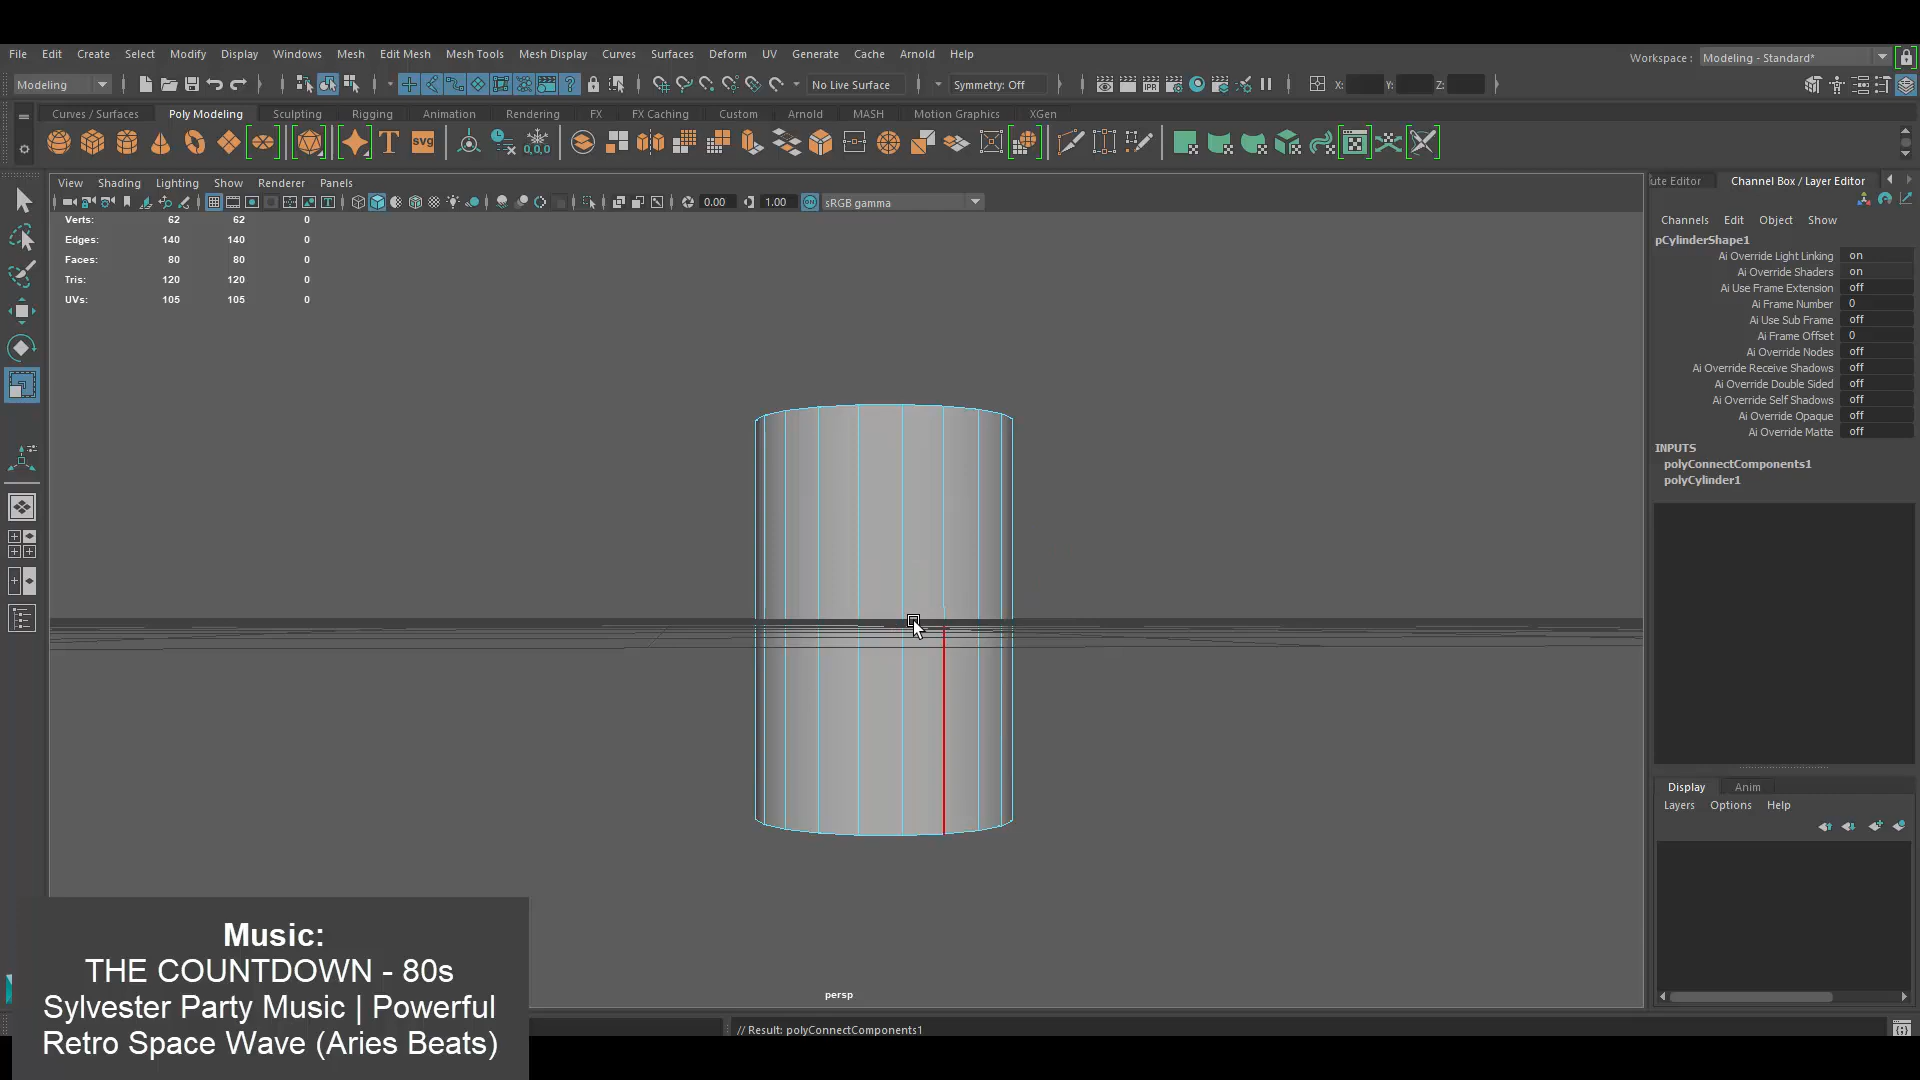 File Edit Create Select Modify Display Windows Mesh Edit Mesh Mesh Tools Mesh Display Curves Surfaces Deform UV Generate Cache Arnold Help
Workspace : Modeling - Standard*
Modeling
No Live Surface
Symmetry: Off
X: Y: Z:
Curves / Surfaces Poly Modeling Sculpting Rigging Animation Rendering FX FX Caching Custom Arnold MASH Motion Graphics XGen
T svg 0,0,0
IPR
View Shading Lighting Show Renderer Panels
0.00 1.00 ON sRGB gamma
Verts: 62 62 0
Edges: 140 140 0
Faces: 80 80 0
Tris: 120 120 0
UVs: 105 105 0
ute Editor Channel Box / Layer Editor
Channels Edit Object Show
pCylinderShape1
Ai Override Light Linking on
Ai Override Shaders on
Ai Use Frame Extension off
Ai Frame Number 0
Ai Use Sub Frame off
Ai Frame Offset 0
Ai Override Nodes off
Ai Override Receive Shadows off
Ai Override Double Sided off
Ai Override Self Shadows off
Ai Override Opaque off
Ai Override Matte off
INPUTS
polyConnectComponents1
polyCylinder1
Display Anim
Layers Options Help
persp
Music:
THE COUNTDOWN - 80s
Sylvester Party Music | Powerful
Retro Space Wave (Aries Beats)
// Result: polyConnectComponents1